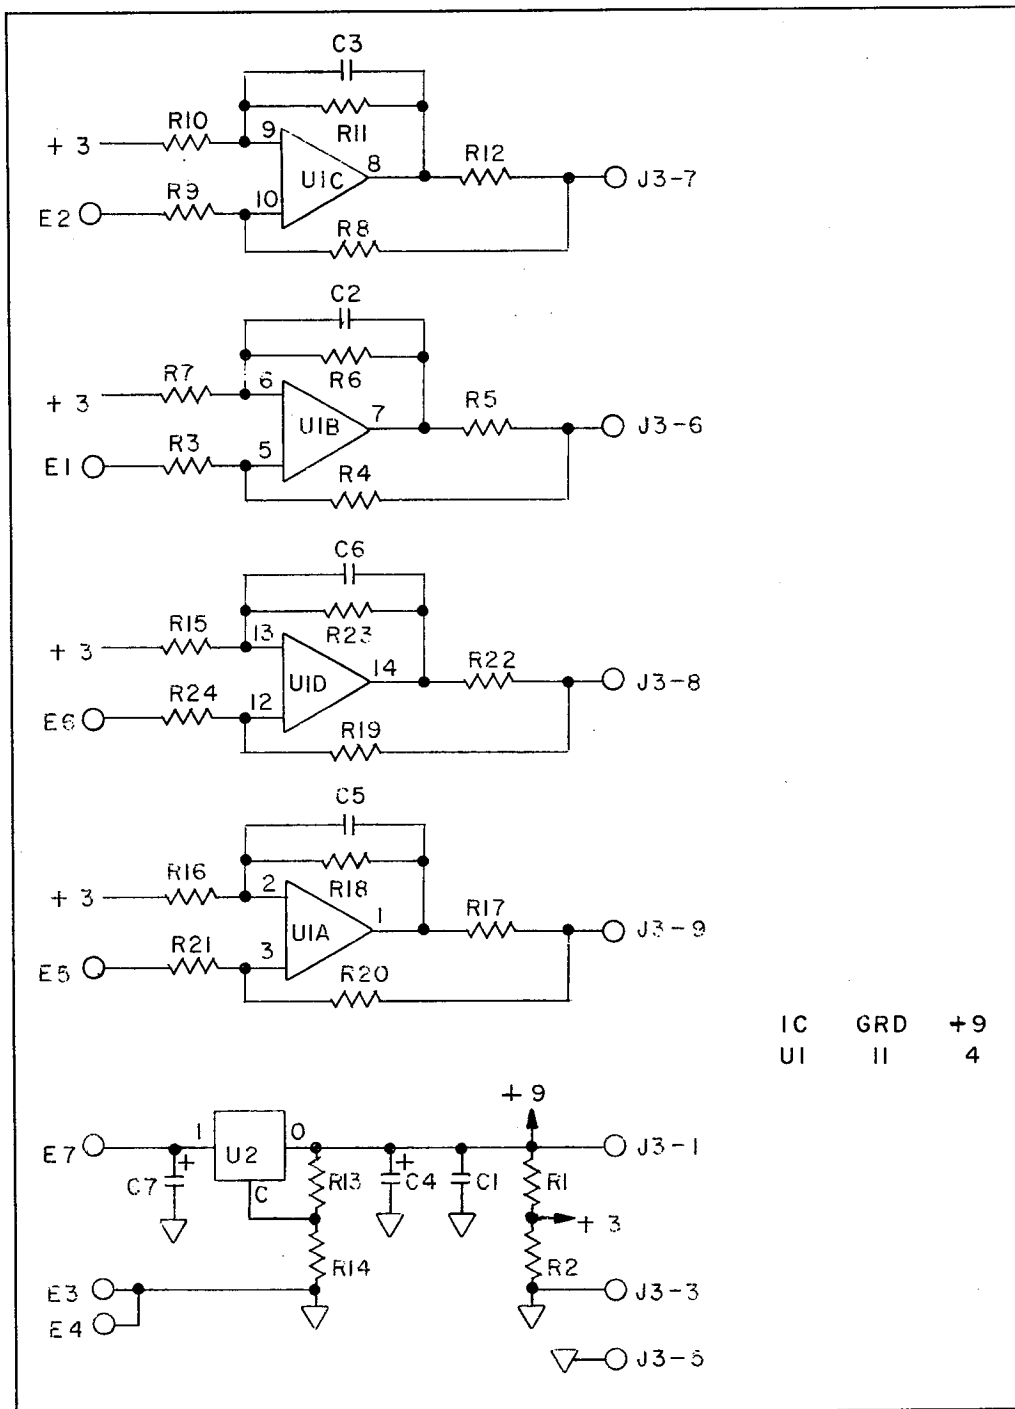 C3
R10
R11
+ 3
9
8
R12
U1C
J3-7
R9
10
E2
R8
C2
R7
R6
+ 3
6
7
R5
U1B
J3-6
R3
5
E1
R4
C6
R15
R23
+ 3
13
14
R22
U1D
J3-8
R24
12
E6
R19
C5
R16
R18
+ 3
2
1
R17
U1A
J3-9
R21
3
E5
R20
IC GRD +9
U1 11 4
+ 9
E7
1
U2
0
J3-1
+
C7
C
R13
+
C4
C1
R1
+ 3
R14
R2
E3
J3-3
E4
J3-5